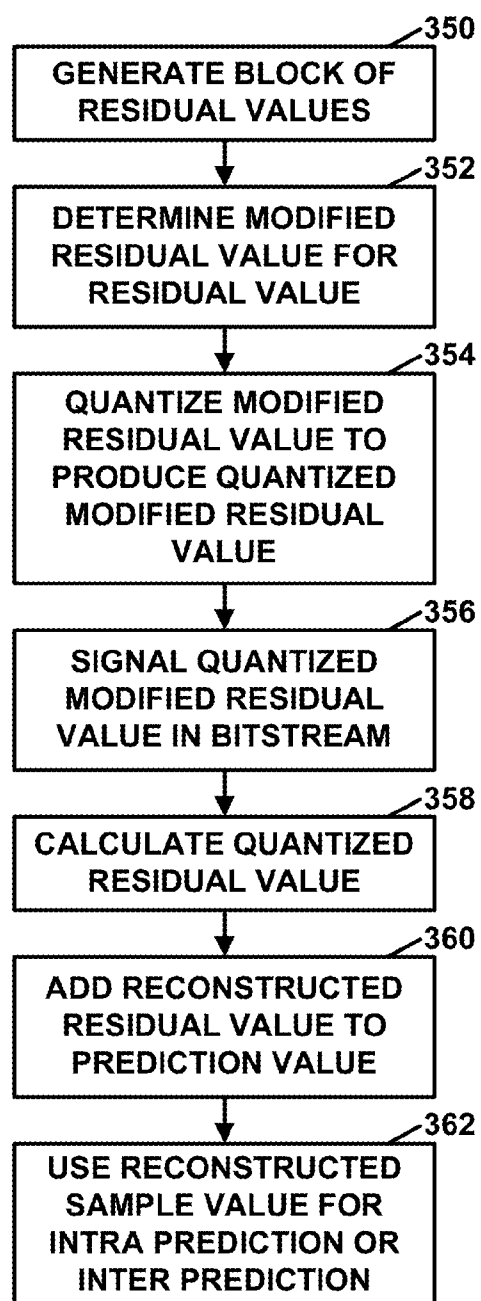 350
GENERATE BLOCK OF
RESIDUAL VALUES
352
DETERMINE MODIFIED
RESIDUAL VALUE FOR
RESIDUAL VALUE
354
QUANTIZE MODIFIED
RESIDUAL VALUE TO
PRODUCE QUANTIZED
MODIFIED RESIDUAL
VALUE
356
SIGNAL QUANTIZED
MODIFIED RESIDUAL
VALUE IN BITSTREAM
358
CALCULATE QUANTIZED
RESIDUAL VALUE
360
ADD RECONSTRUCTED
RESIDUAL VALUE TO
PREDICTION VALUE
362
USE RECONSTRUCTED
SAMPLE VALUE FOR
INTRA PREDICTION OR
INTER PREDICTION